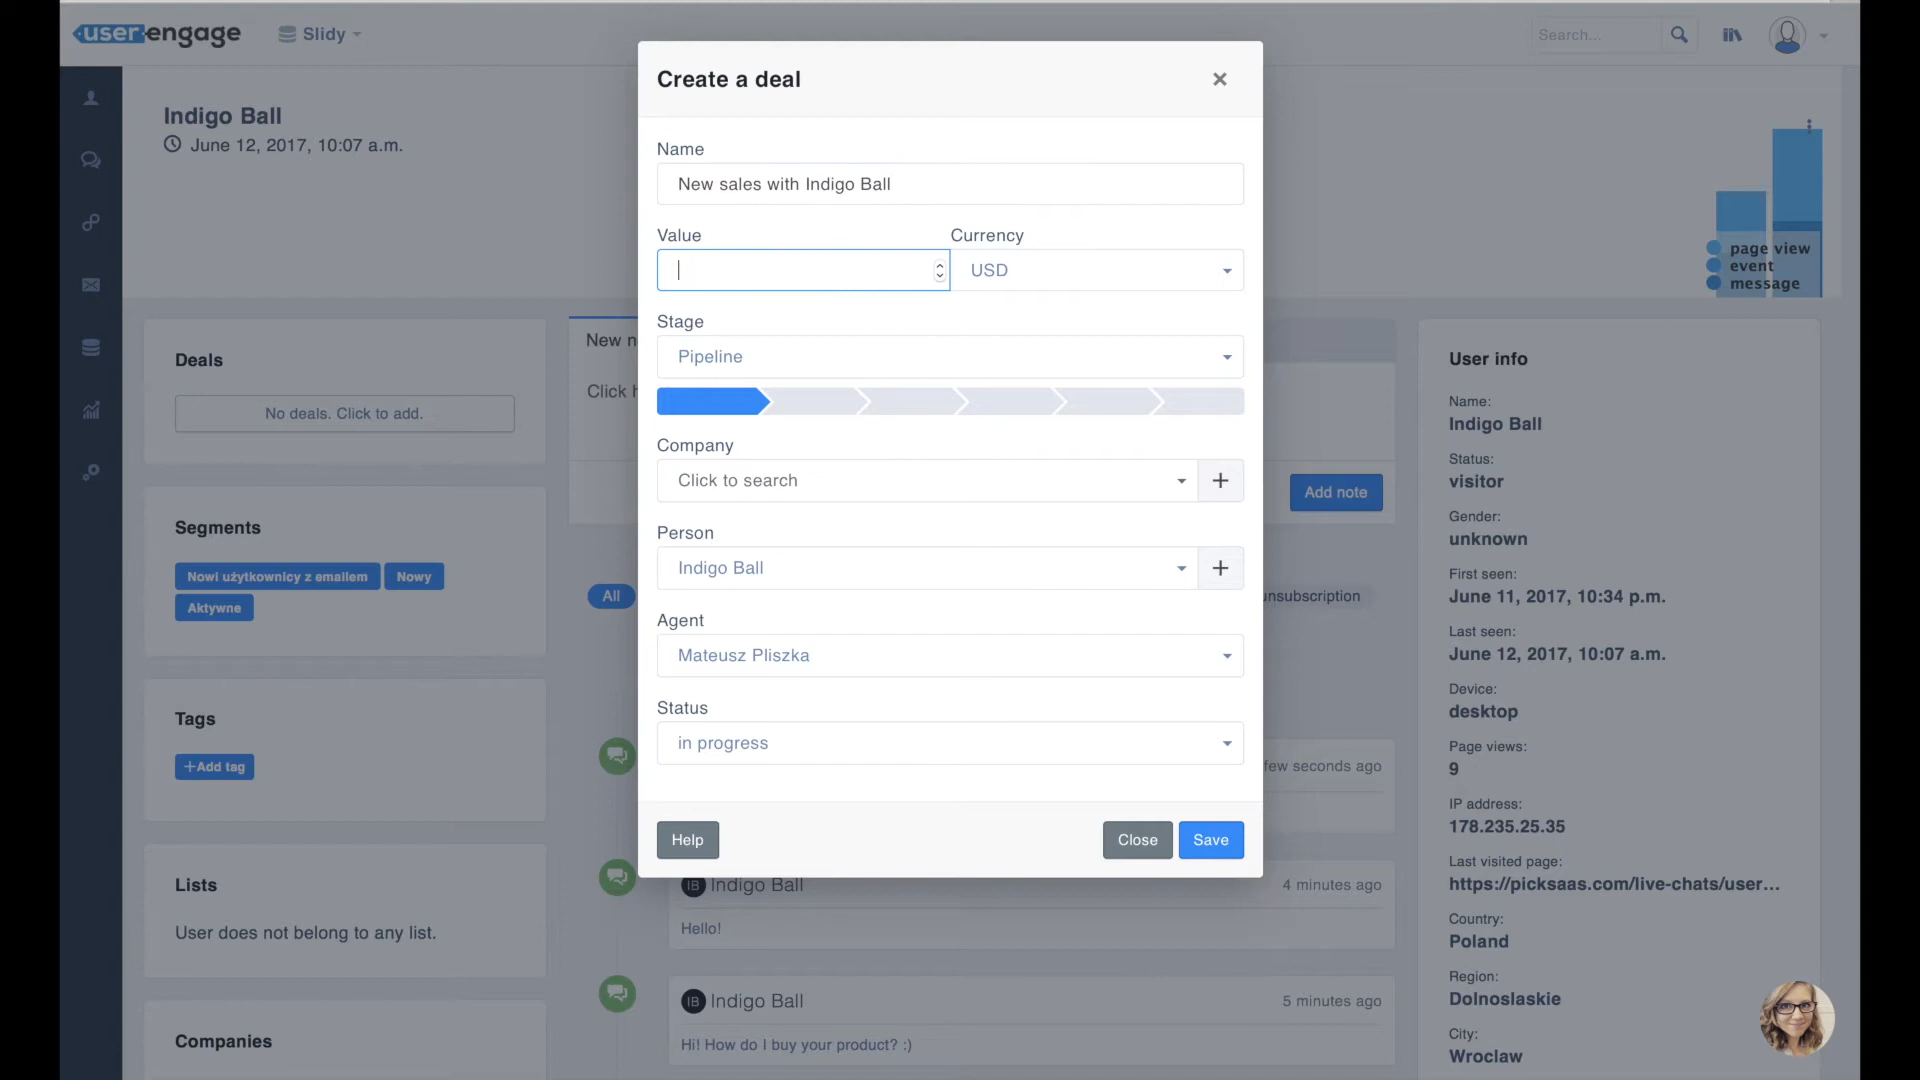 user engage
Slidy
Search...
Indigo Ball
June 12, 2017, 10:07 a.m.
page view
event
message
Create a deal
Name
New sales with Indigo Ball
Value
Currency
USD
Stage
Pipeline
Company
Click to search
Person
Indigo Ball
Agent
Mateusz Pliszka
Status
in progress
Help
Close
Save
Deals
No deals. Click to add.
Segments
Nowi użytkownicy z emailem
Nowy
Aktywne
Tags
+Add tag
Lists
User does not belong to any list.
Companies
New n
Click h
Add note
All
unsubscription
few seconds ago
IB Indigo Ball
4 minutes ago
Hello!
IB Indigo Ball
5 minutes ago
Hi! How do I buy your product? :)
User info
Name:
Indigo Ball
Status:
visitor
Gender:
unknown
First seen:
June 11, 2017, 10:34 p.m.
Last seen:
June 12, 2017, 10:07 a.m.
Device:
desktop
Page views:
9
IP address:
178.235.25.35
Last visited page:
https://picksaas.com/live-chats/user...
Country:
Poland
Region:
Dolnoslaskie
City:
Wroclaw